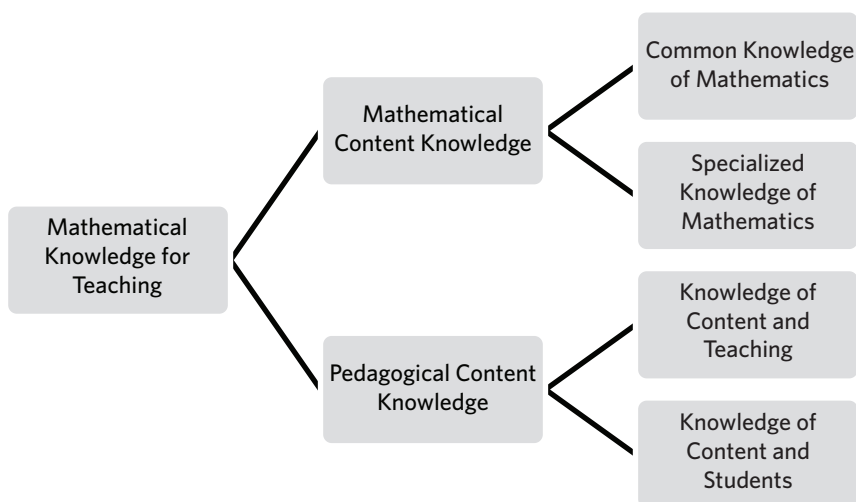 Common Knowledge
of Mathematics
Mathematical
Content Knowledge
Specialized
Knowledge of
Mathematics
Mathematical
Knowledge for
Teaching
Knowledge of
Content and
Teaching
Pedagogical Content
Knowledge
Knowledge of
Content and
Students